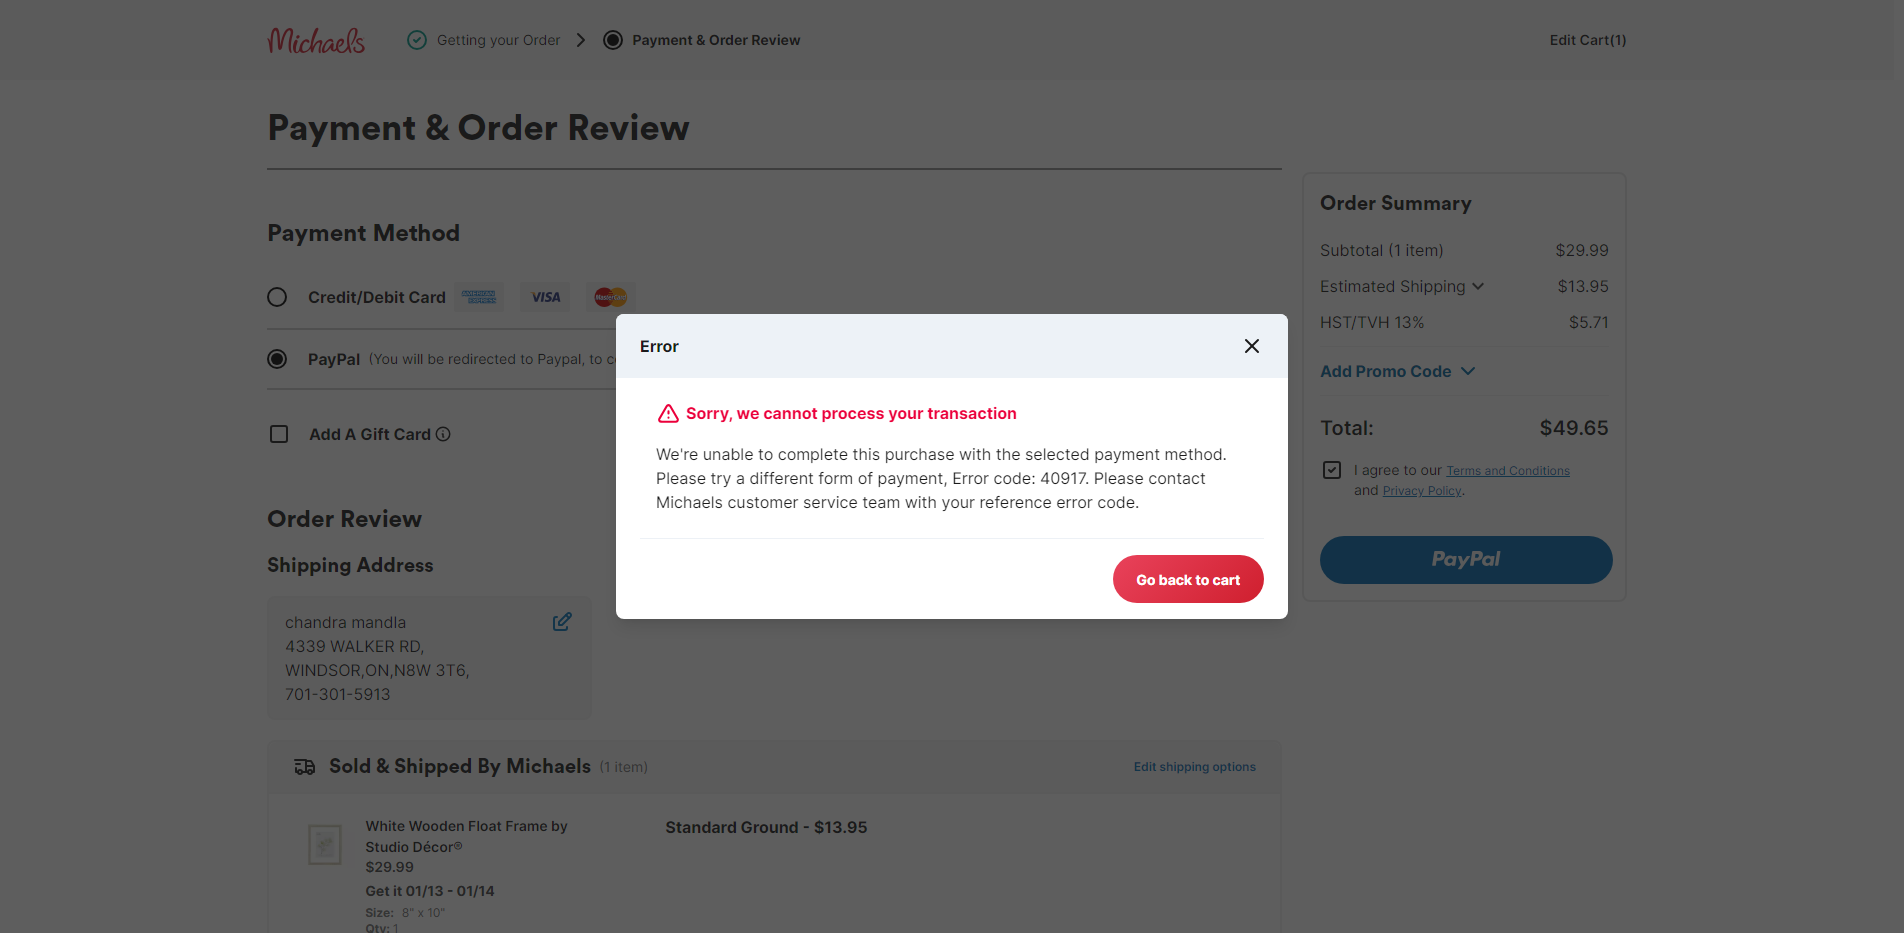 Michaels
Getting your Order
Payment & Order Review
Edit Cart(1)
Payment & Order Review
Payment Method
Credit/Debit Card
AMERICAN EXPRESS
VISA
MasterCard
PayPal (You will be redirected to Paypal, to c
Add A Gift Card
Order Review
Shipping Address
chandra mandla
4339 WALKER RD,
WINDSOR,ON,N8W 3T6,
701-301-5913
Sold & Shipped By Michaels (1 item)
Edit shipping options
White Wooden Float Frame by
Studio Décor®
$29.99
Get it 01/13 - 01/14
Size: 8" x 10"
Qty: 1
Standard Ground - $13.95
Error
Sorry, we cannot process your transaction
We're unable to complete this purchase with the selected payment method.
Please try a different form of payment, Error code: 40917. Please contact
Michaels customer service team with your reference error code.
Go back to cart
Order Summary
Subtotal (1 item) $29.99
Estimated Shipping $13.95
HST/TVH 13% $5.71
Add Promo Code
Total: $49.65
I agree to our Terms and Conditions
and Privacy Policy.
PayPal